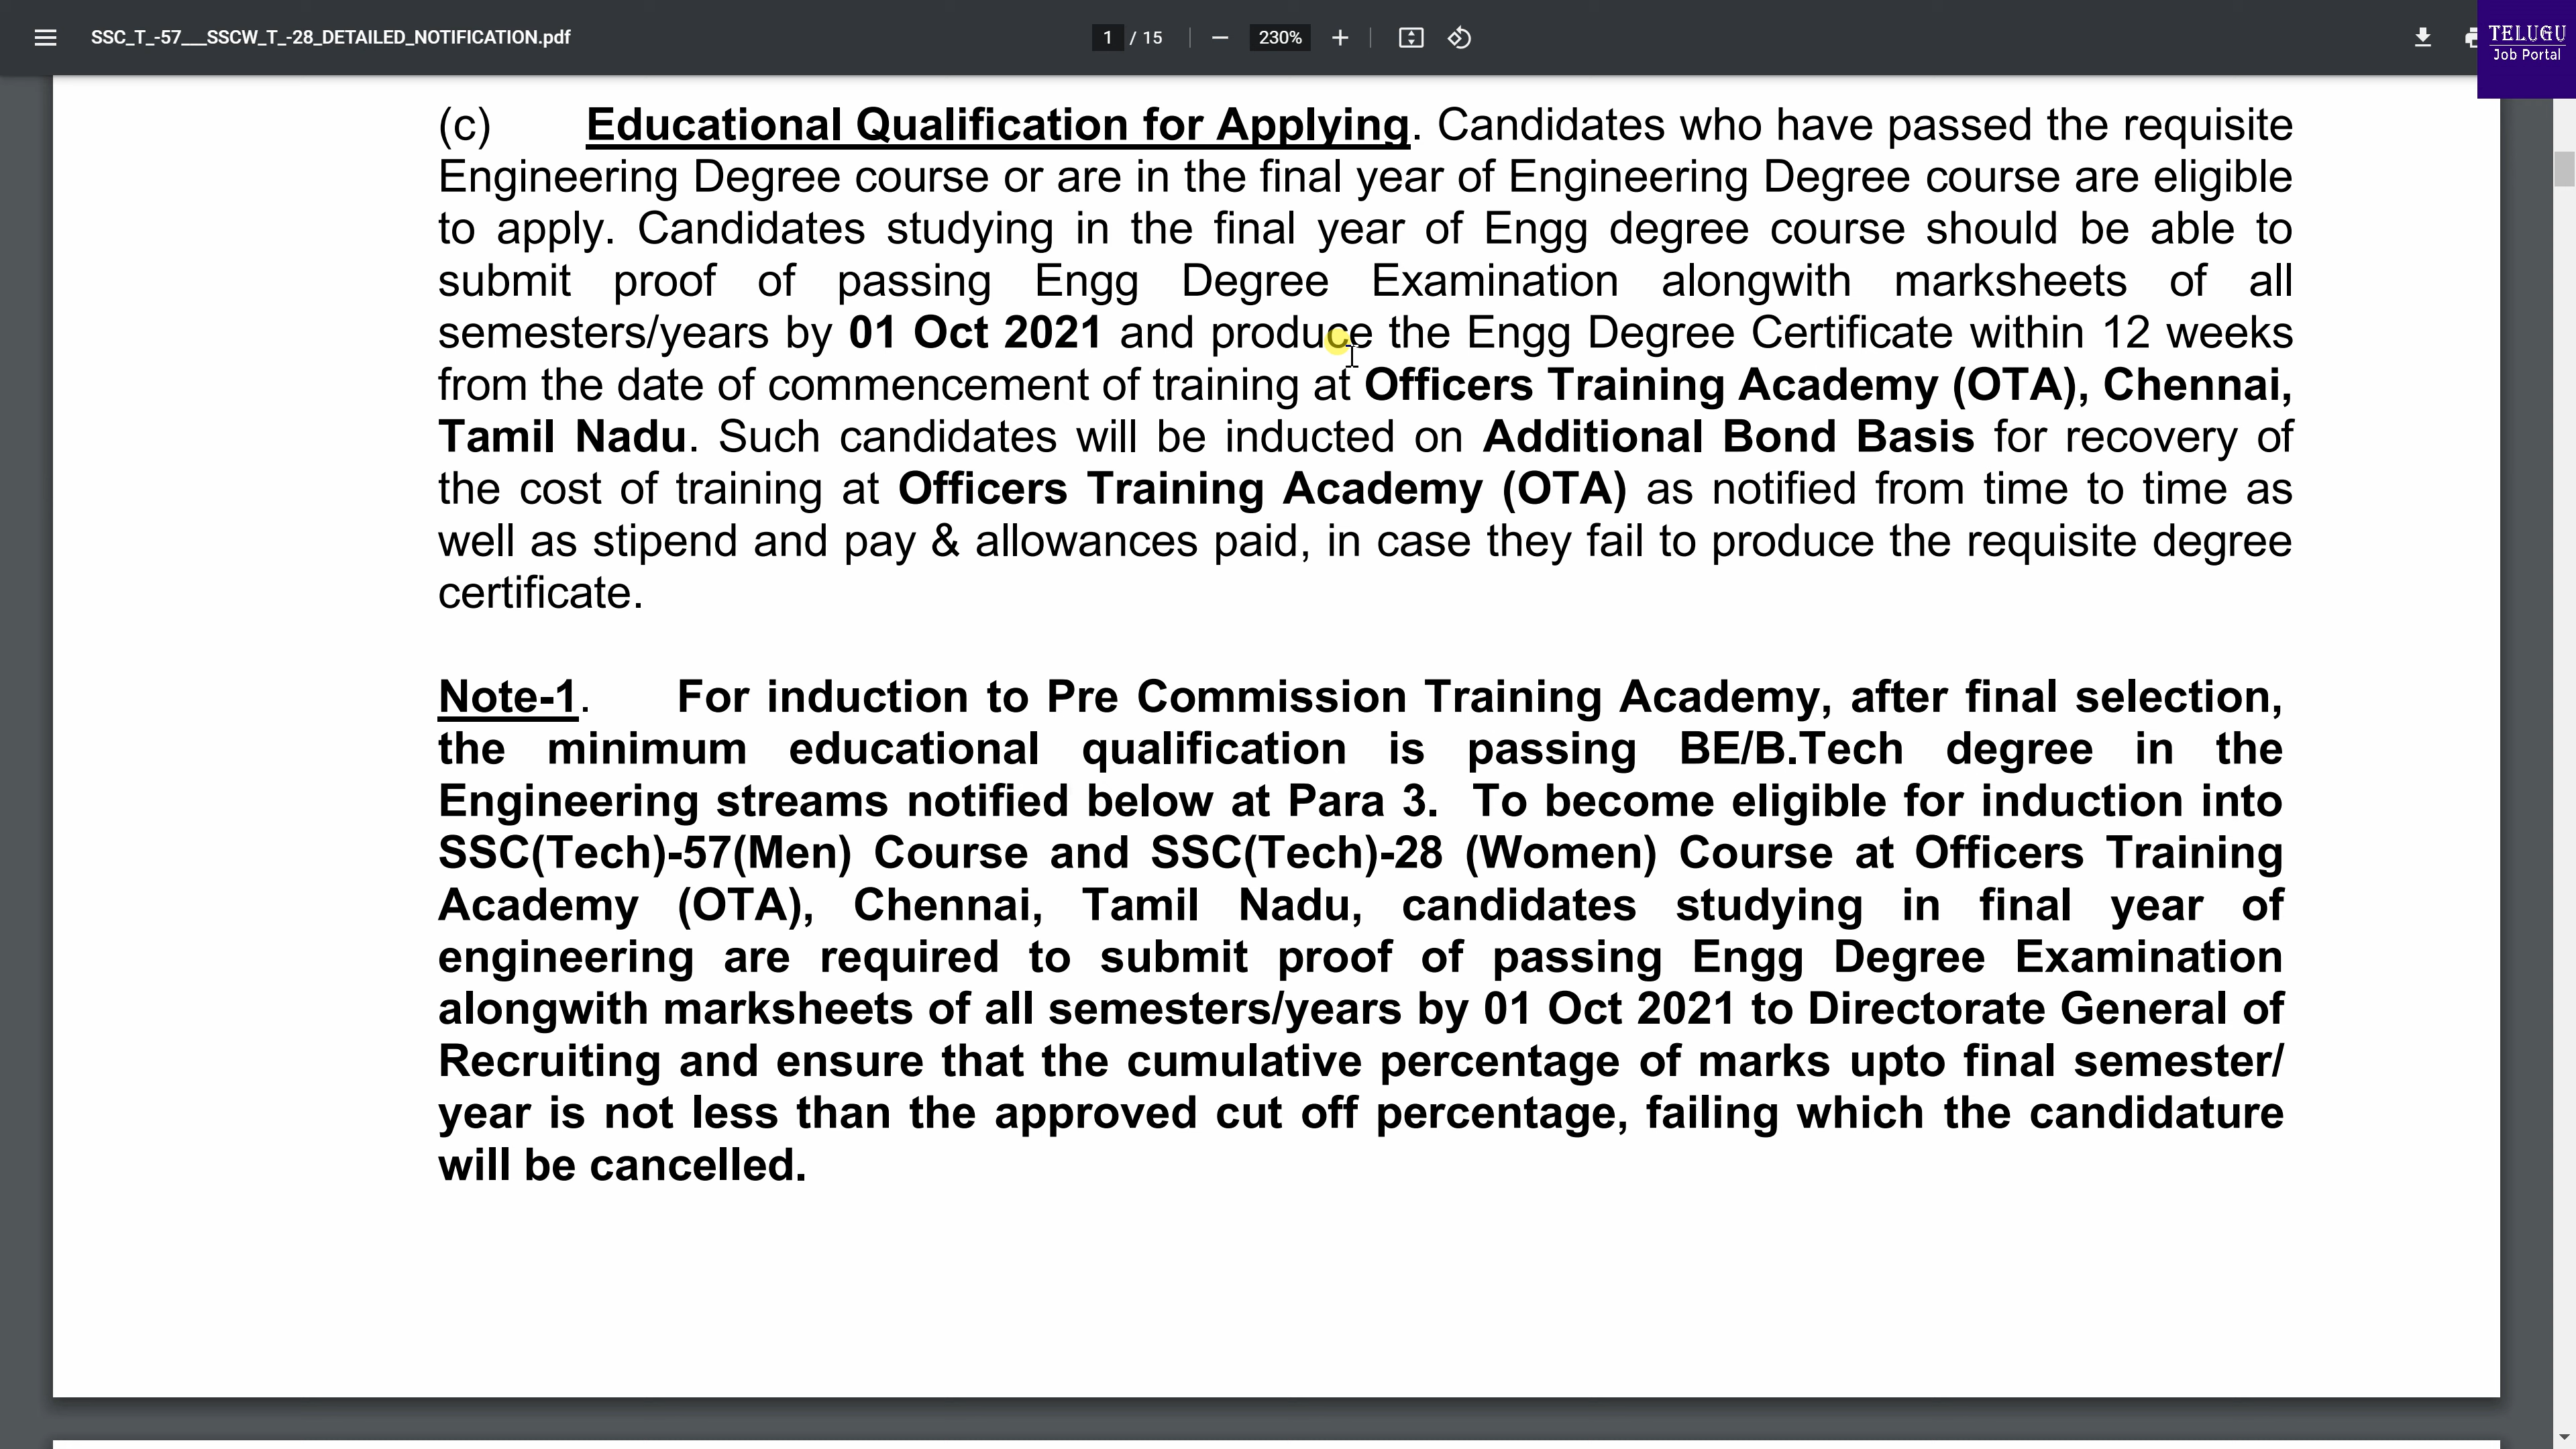 SSC_T_-57___SSCW_T_-28_DETAILED_NOTIFICATION.pdf
1 / 15
230%
TELUGU
Job Portal
(c) Educational Qualification for Applying. Candidates who have passed the requisite
Engineering Degree course or are in the final year of Engineering Degree course are eligible
to apply. Candidates studying in the final year of Engg degree course should be able to
submit proof of passing Engg Degree Examination alongwith marksheets of all
semesters/years by 01 Oct 2021 and produce the Engg Degree Certificate within 12 weeks
from the date of commencement of training at Officers Training Academy (OTA), Chennai,
Tamil Nadu. Such candidates will be inducted on Additional Bond Basis for recovery of
the cost of training at Officers Training Academy (OTA) as notified from time to time as
well as stipend and pay & allowances paid, in case they fail to produce the requisite degree
certificate.
Note-1. For induction to Pre Commission Training Academy, after final selection,
the minimum educational qualification is passing BE/B.Tech degree in the
Engineering streams notified below at Para 3. To become eligible for induction into
SSC(Tech)-57(Men) Course and SSC(Tech)-28 (Women) Course at Officers Training
Academy (OTA), Chennai, Tamil Nadu, candidates studying in final year of
engineering are required to submit proof of passing Engg Degree Examination
alongwith marksheets of all semesters/years by 01 Oct 2021 to Directorate General of
Recruiting and ensure that the cumulative percentage of marks upto final semester/
year is not less than the approved cut off percentage, failing which the candidature
will be cancelled.